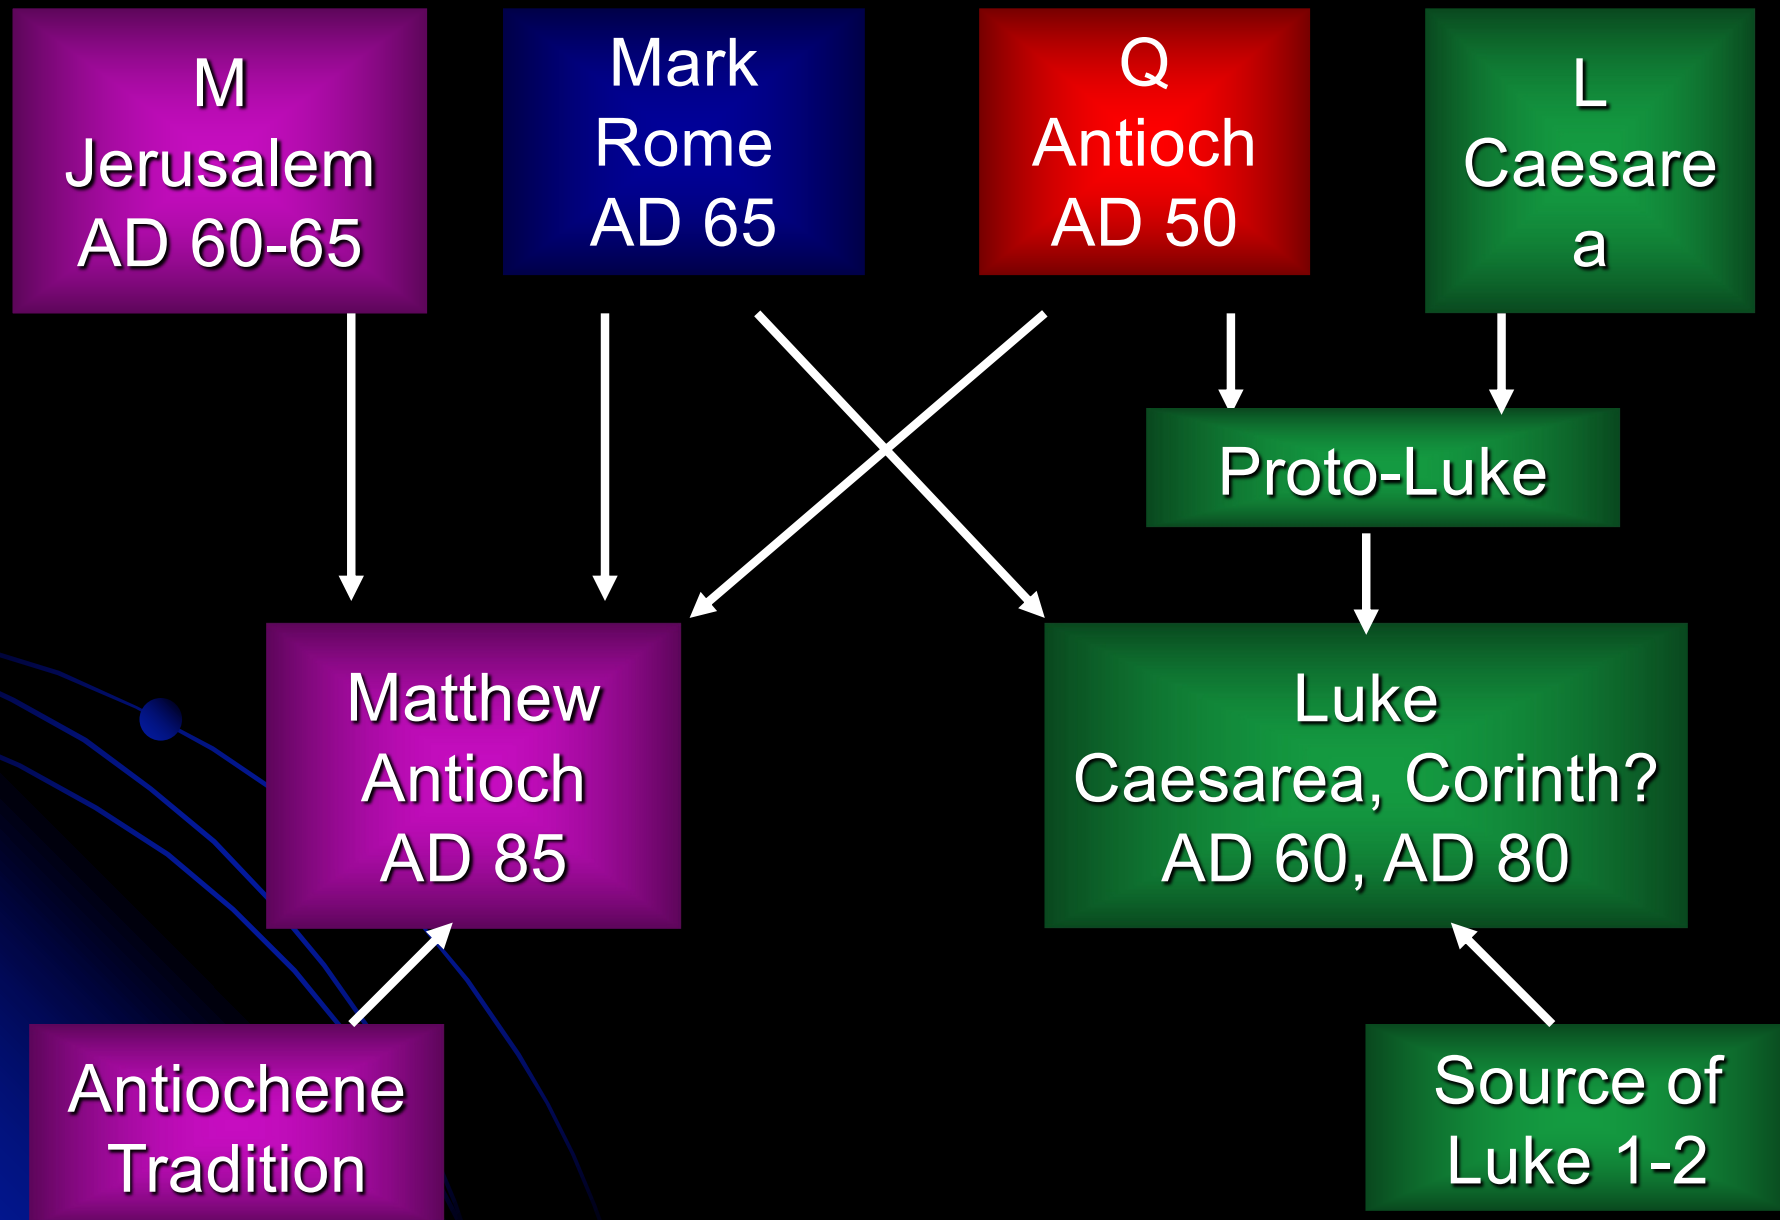 M
Jerusalem
AD 60-65
Mark
Rome
AD 65
Q
Antioch
AD 50
L
Caesare
a
Proto-Luke
Matthew
Antioch
AD 85
Luke
Caesarea, Corinth?
AD 60, AD 80
Antiochene
Tradition
Source of
Luke 1-2